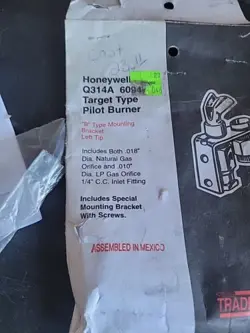 Honeywell
Q314A 6094
Target Type
Pilot Burner
"B" Type Mounting
Bracket
Left Tip
Includes Both .018"
Dia. Natural Gas
Orifice and .010"
Dia. LP Gas Orifice
1/4" C.C. Inlet Fitting
Includes Special
Mounting Bracket
With Screws.
ASSEMBLED IN MEXICO
TRAD